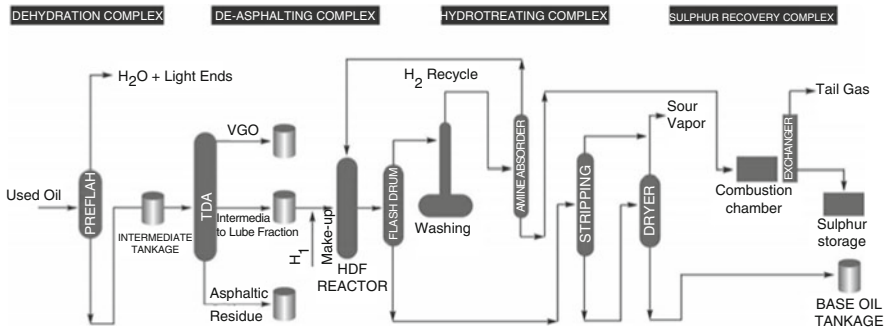 DEHYDRATION COMPLEX
DE-ASPHALTING COMPLEX
HYDROTREATING COMPLEX
SULPHUR RECOVERY COMPLEX
H2O + Light Ends
H2 Recycle
Tail Gas
VGO
Sour
Vapor
Used Oil
PREFLAH
INTERMEDIATE
TANKAGE
TDA
Intermedia
to Lube Fraction
H1
Make-up
HDF
REACTOR
FLASH DRUM
Washing
AMINE ABSORDER
STRIPPING
DRYER
Combustion
chamber
EXCHANGER
Sulphur
storage
Asphaltic
Residue
BASE OIL
TANKAGE